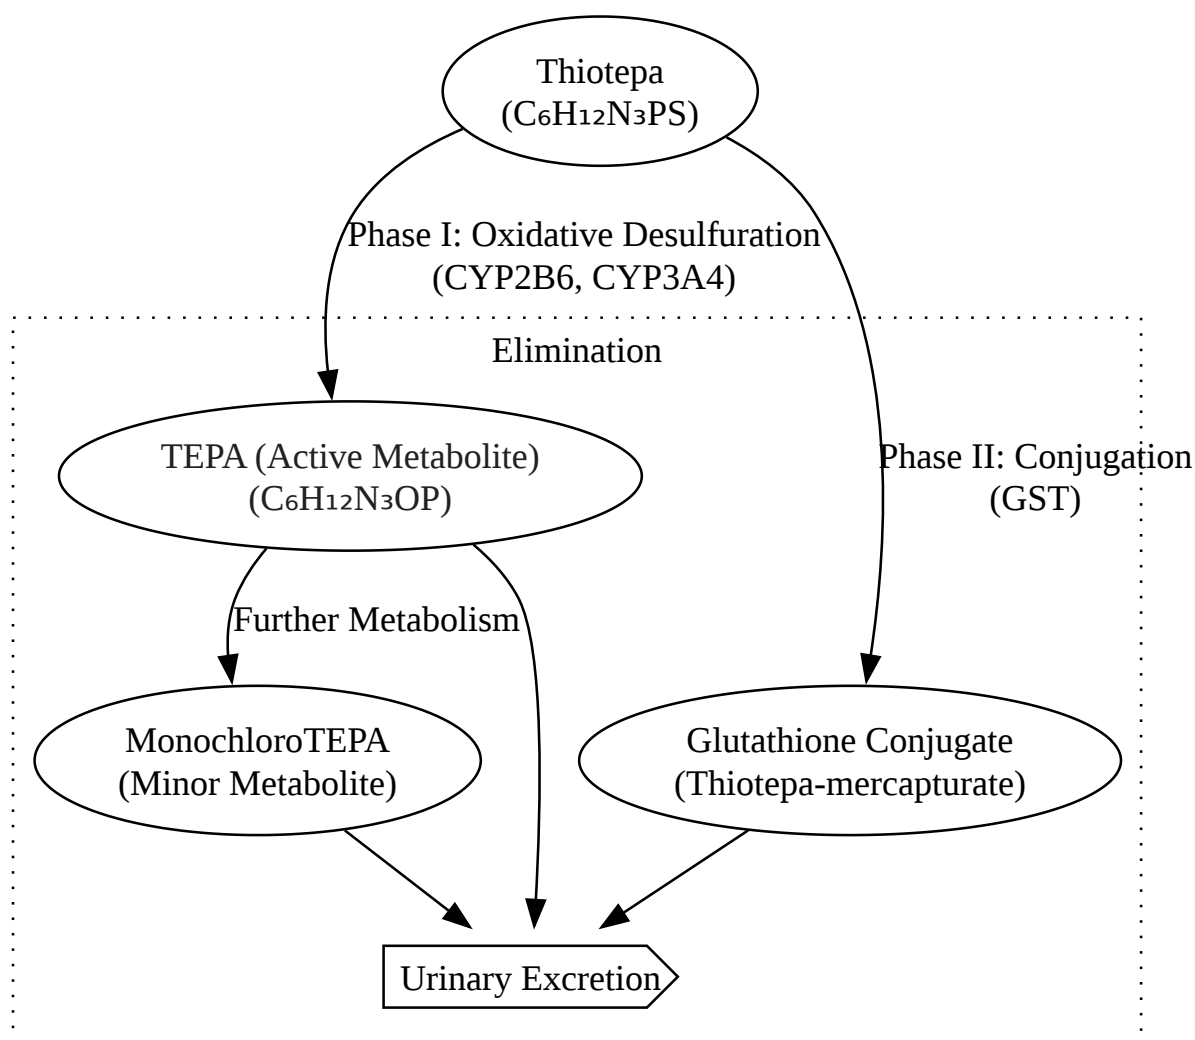 Thiotepa
(C₆H₁₂N₃PS)
Phase I: Oxidative Desulfuration
(CYP2B6, CYP3A4)
Elimination
TEPA (Active Metabolite)
(C₆H₁₂N₃OP)
Phase II: Conjugation
(GST)
Further Metabolism
MonochloroTEPA
(Minor Metabolite)
Glutathione Conjugate
(Thiotepa-mercapturate)
Urinary Excretion